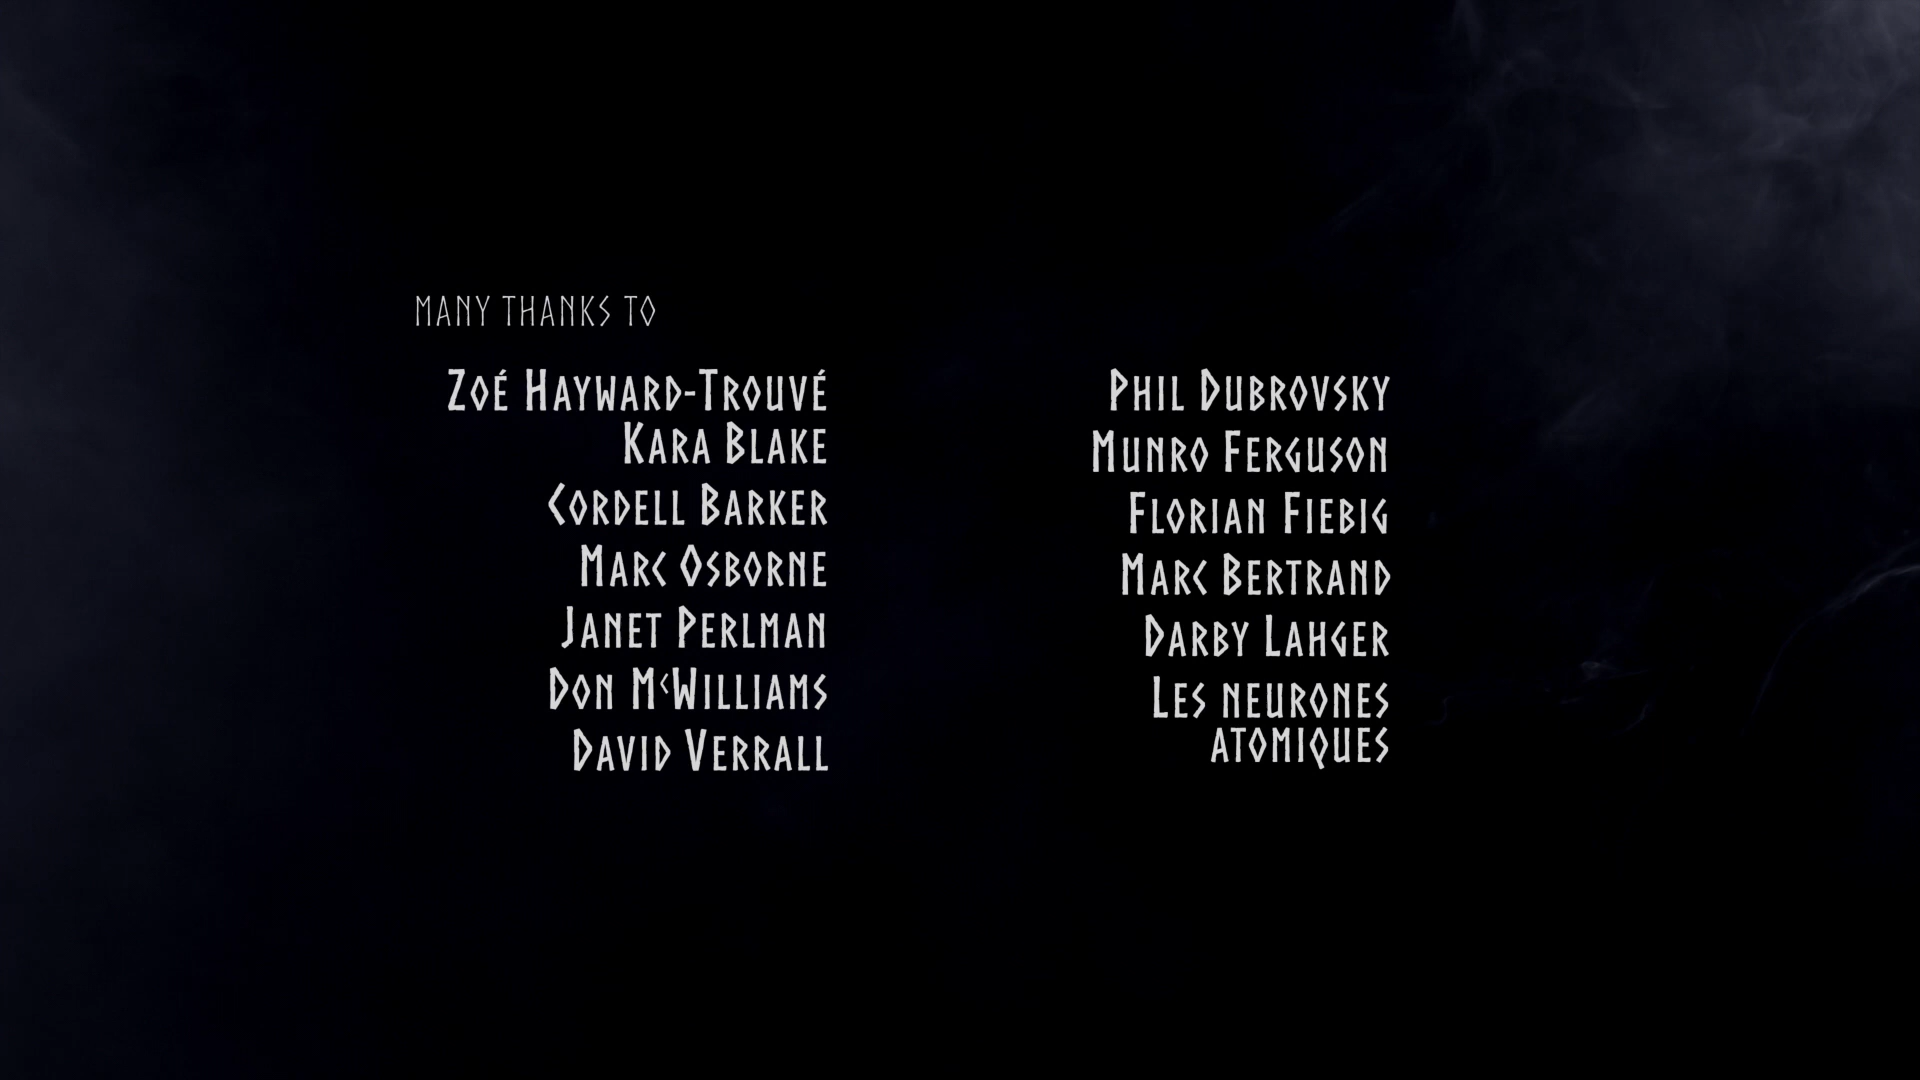 MANY THANKS TO
ZOÉ HAYWARD-TROUVÉ
KARA BLAKE
CORDELL BARKER
MARC OSBORNE
JANET PERLMAN
DON McWILLIAMS
DAVID VERRALL
PHIL DUBROVSKY
MUNRO FERGUSON
FLORIAN FIEBIG
MARC BERTRAND
DARBY LAHGER
LES NEURONES
ATOMIQUES